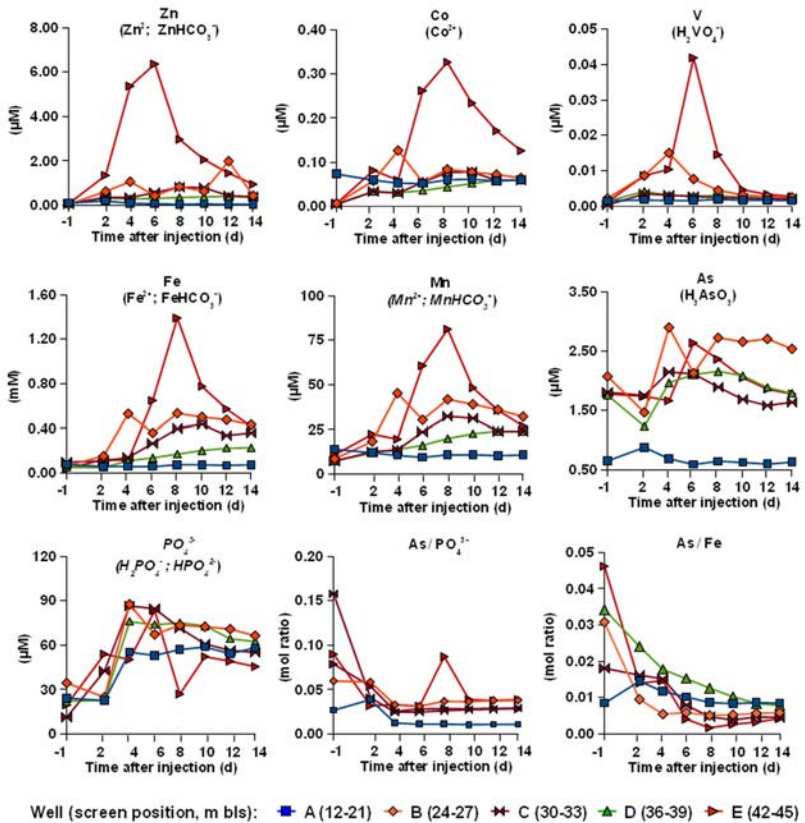 Zn
(Zn²; ZnHCO₃⁻)
8.00
6.00
4.00
2.00
0.00
(µM)
-1 2 4 6 8 10 12 14
Time after injection (d)
Co
(Co²⁺)
0.40
0.30
0.20
0.10
0.00
(µM)
-1 2 4 6 8 10 12 14
Time after injection (d)
V
(H₂VO₄⁻)
0.05
0.04
0.03
0.02
0.01
0.00
(µM)
-1 2 4 6 8 10 12 14
Time after injection (d)
Fe
(Fe²⁺; FeHCO₃⁻)
1.60
1.20
0.80
0.40
0.00
(mM)
-1 2 4 6 8 10 12 14
Time after injection (d)
Mn
(Mn²⁺; MnHCO₃⁺)
100
75
50
25
0
(µM)
-1 2 4 6 8 10 12 14
Time after injection (d)
As
(H₃AsO₃)
3.50
2.50
1.50
0.50
(µM)
-1 2 4 6 8 10 12 14
Time after injection (d)
PO₄³⁻
(H₂PO₄⁻; HPO₄²⁻)
120
90
60
30
0
(µM)
-1 2 4 6 8 10 12 14
Time after injection (d)
As/PO₄³⁻
0.20
0.15
0.10
0.05
0.00
(mol ratio)
-1 2 4 6 8 10 12 14
Time after injection (d)
As/Fe
0.05
0.04
0.03
0.02
0.01
0.0
(mol ratio)
-1 2 4 6 8 10 12 14
Time after injection (d)
Well (screen position, m bls): A (12-21) B (24-27) C (30-33) D (36-39) E (42-45)